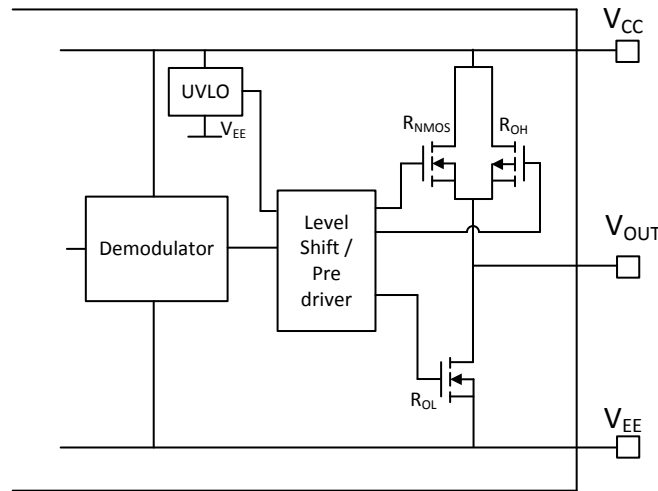 V_CC
UVLO
V_EE
R_NMOS
R_OH
Demodulator
Level
Shift /
Pre
driver
V_OUT
R_OL
V_EE